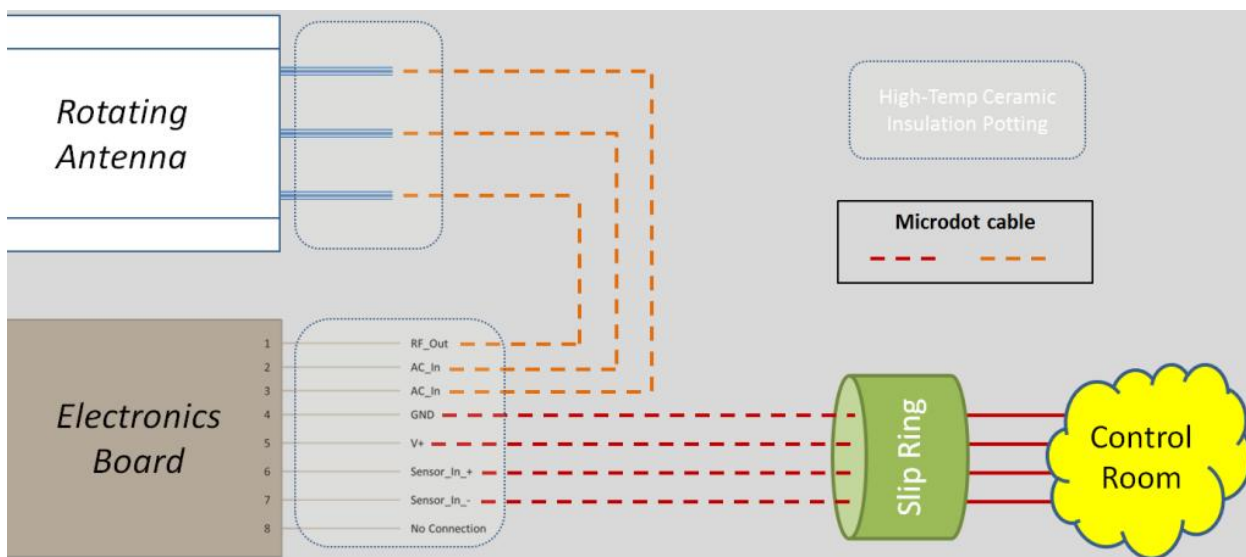 Rotating
Antenna
High-Temp Ceramic
Insulation Potting
Microdot cable
1 RF_Out
2 AC_In
3 AC_In
4 GND
5 V+
6 Sensor_In_+
7 Sensor_In_-
8 No Connection
Electronics
Board
Slip Ring
Control
Room